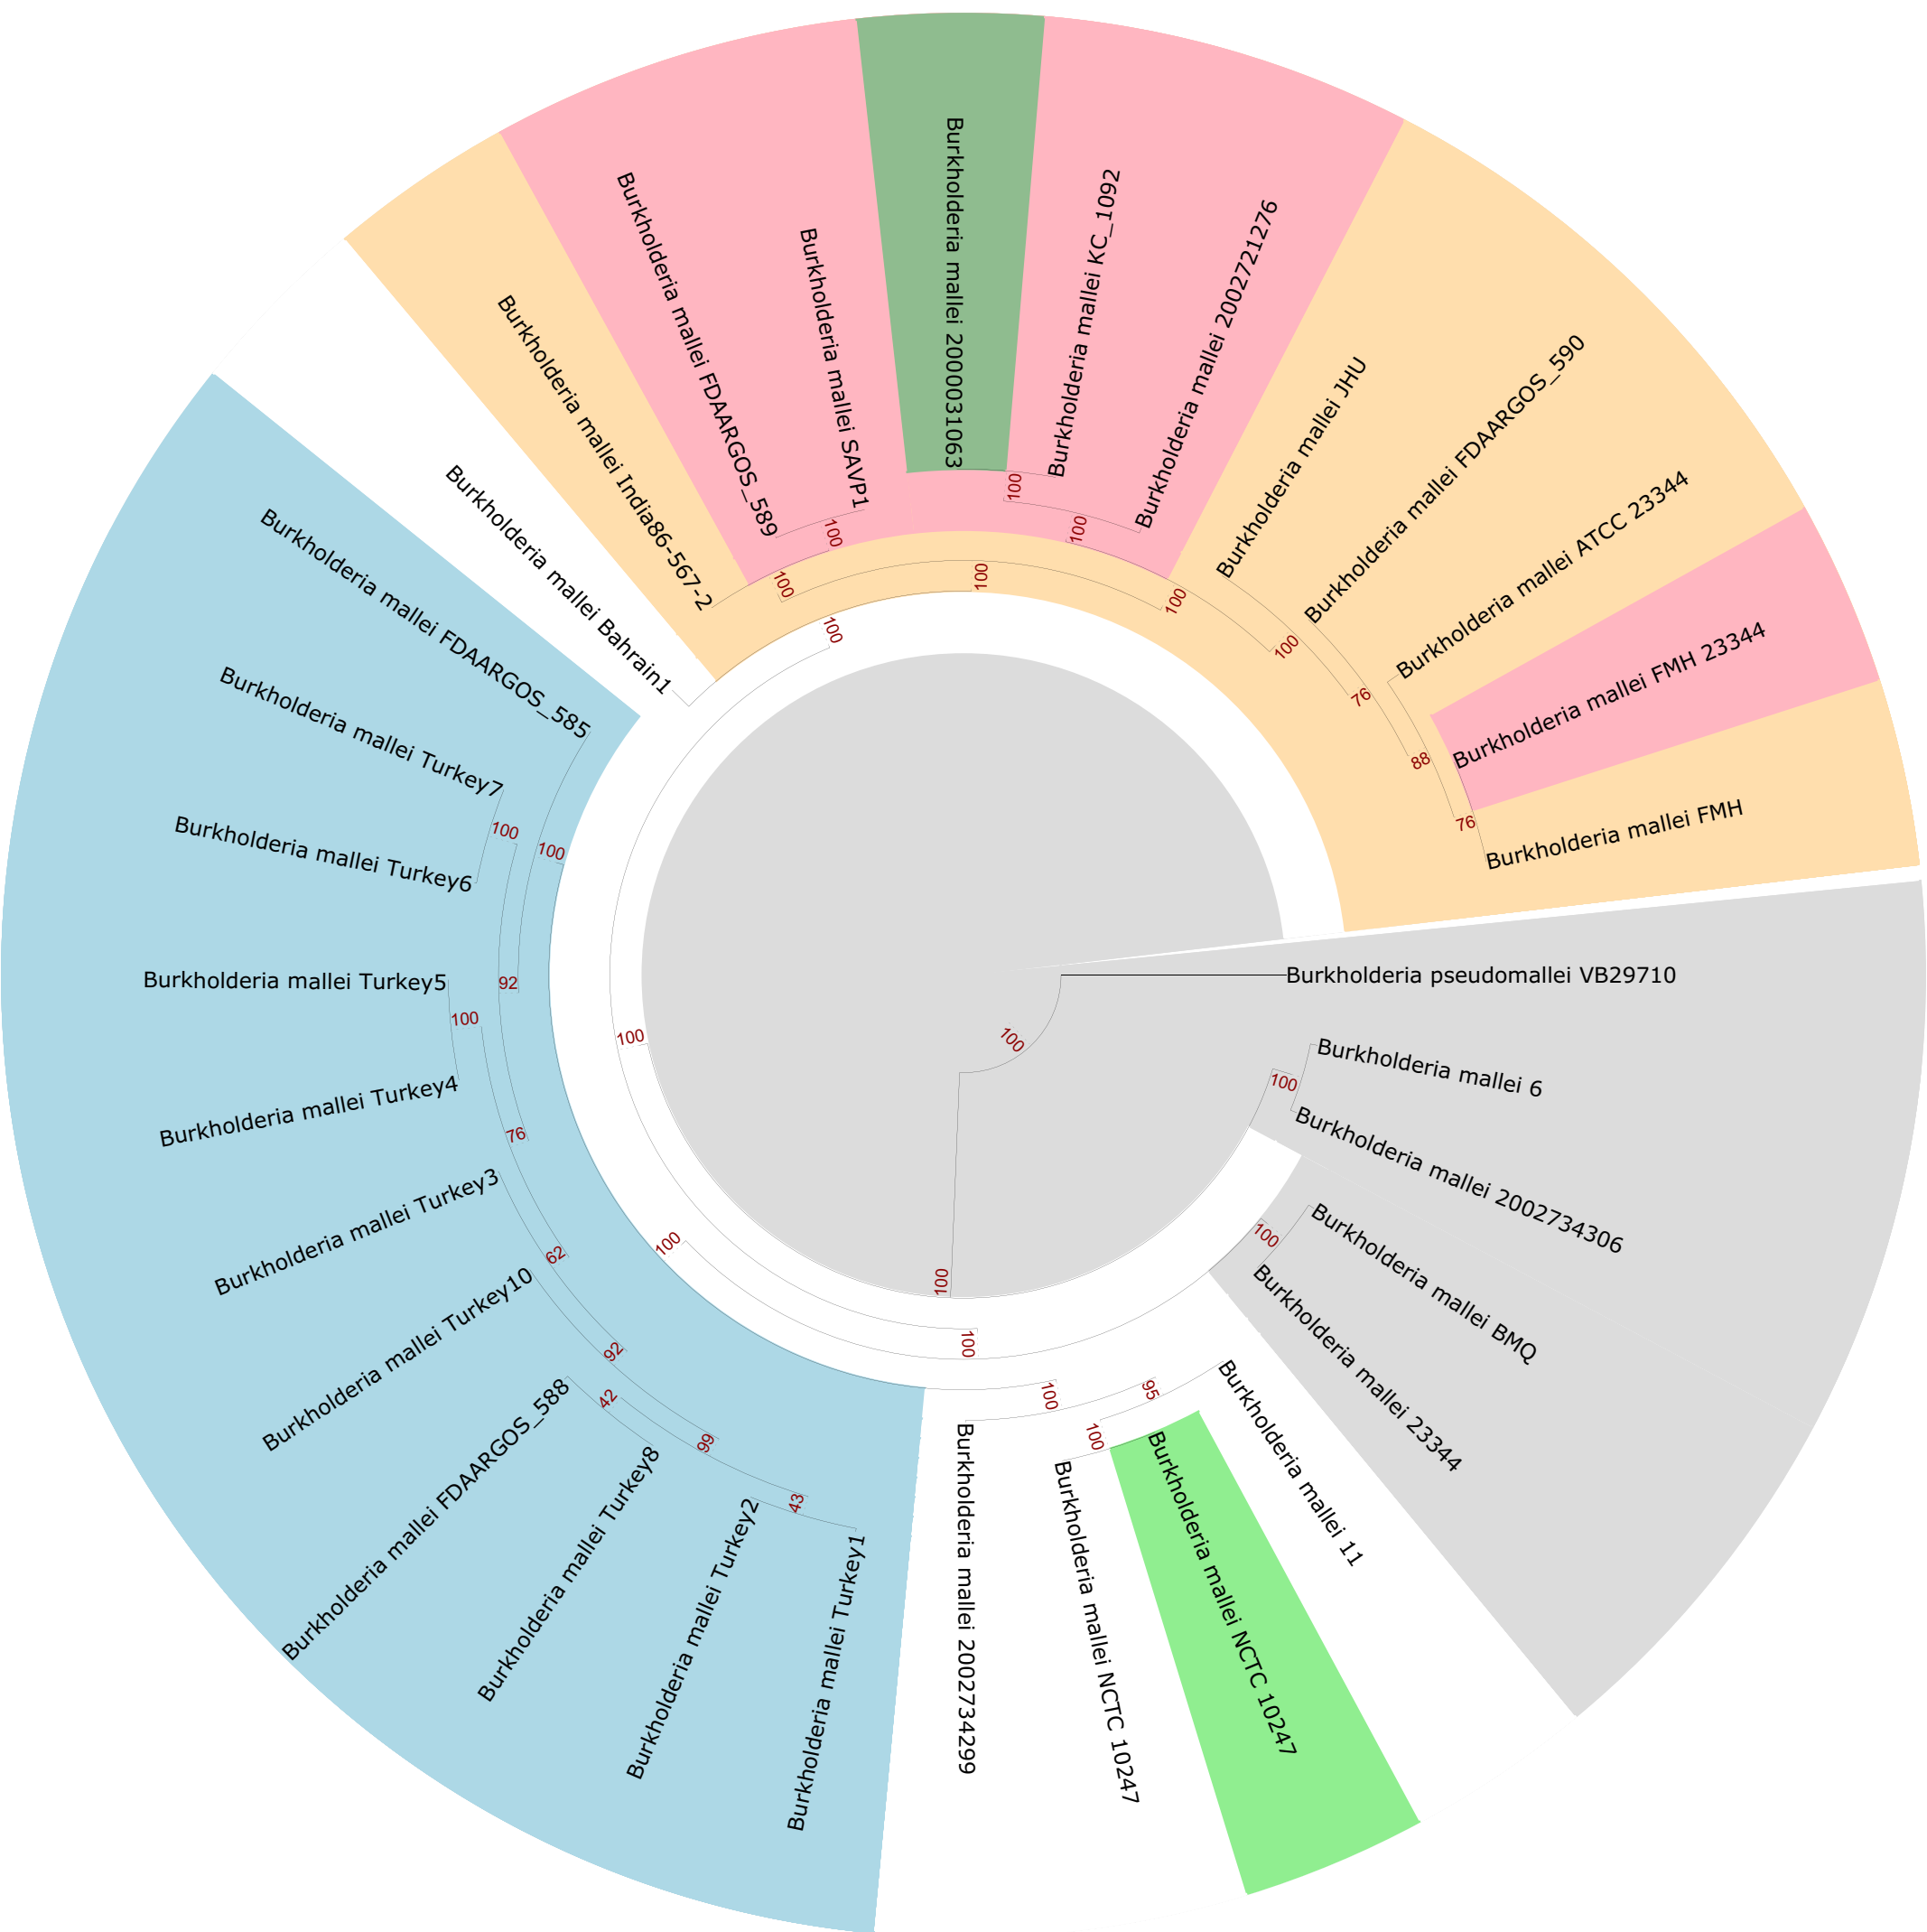 Burkholderia pseudomallei VB29710
Burkholderia mallei 6
Burkholderia mallei 2002734306
Burkholderia mallei BMQ
Burkholderia mallei 23344
Burkholderia mallei 11
Burkholderia mallei NCTC 10247
Burkholderia mallei NCTC 10247
Burkholderia mallei 2002734299
Burkholderia mallei Turkey1
Burkholderia mallei Turkey2
Burkholderia mallei Turkey8
Burkholderia mallei FDAARGOS_588
Burkholderia mallei Turkey10
Burkholderia mallei Turkey3
Burkholderia mallei Turkey4
Burkholderia mallei Turkey5
Burkholderia mallei Turkey6
Burkholderia mallei Turkey7
Burkholderia mallei FDAARGOS_585
Burkholderia mallei Bahrain1
Burkholderia mallei India86-567-2
Burkholderia mallei FDAARGOS_589
Burkholderia mallei SAVP1
Burkholderia mallei 2000031063
Burkholderia mallei KC_1092
Burkholderia mallei 2002721276
Burkholderia mallei JHU
Burkholderia mallei FDAARGOS_590
Burkholderia mallei ATCC 23344
Burkholderia mallei FMH 23344
Burkholderia mallei FMH
100
100
100
100
95
100
100
100
100
43
99
42
92
62
76
100
92
100
100
100
100
100
100
100
100
100
100
100
76
88
76